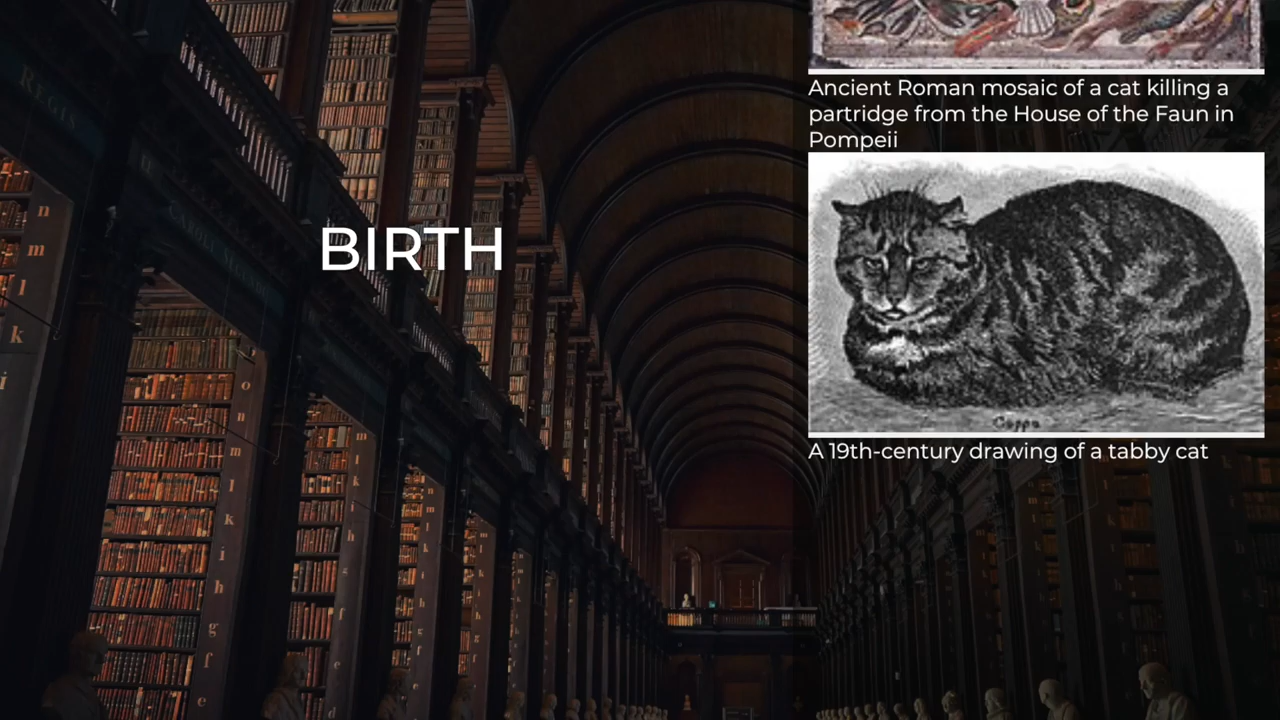 BIRTH
Ancient Roman mosaic of a cat killing a
partridge from the House of the Faun in
Pompeii
A 19th-century drawing of a tabby cat
REGIS
n
m
l
k
i
o
n
m
l
k
i
h
g
f
e